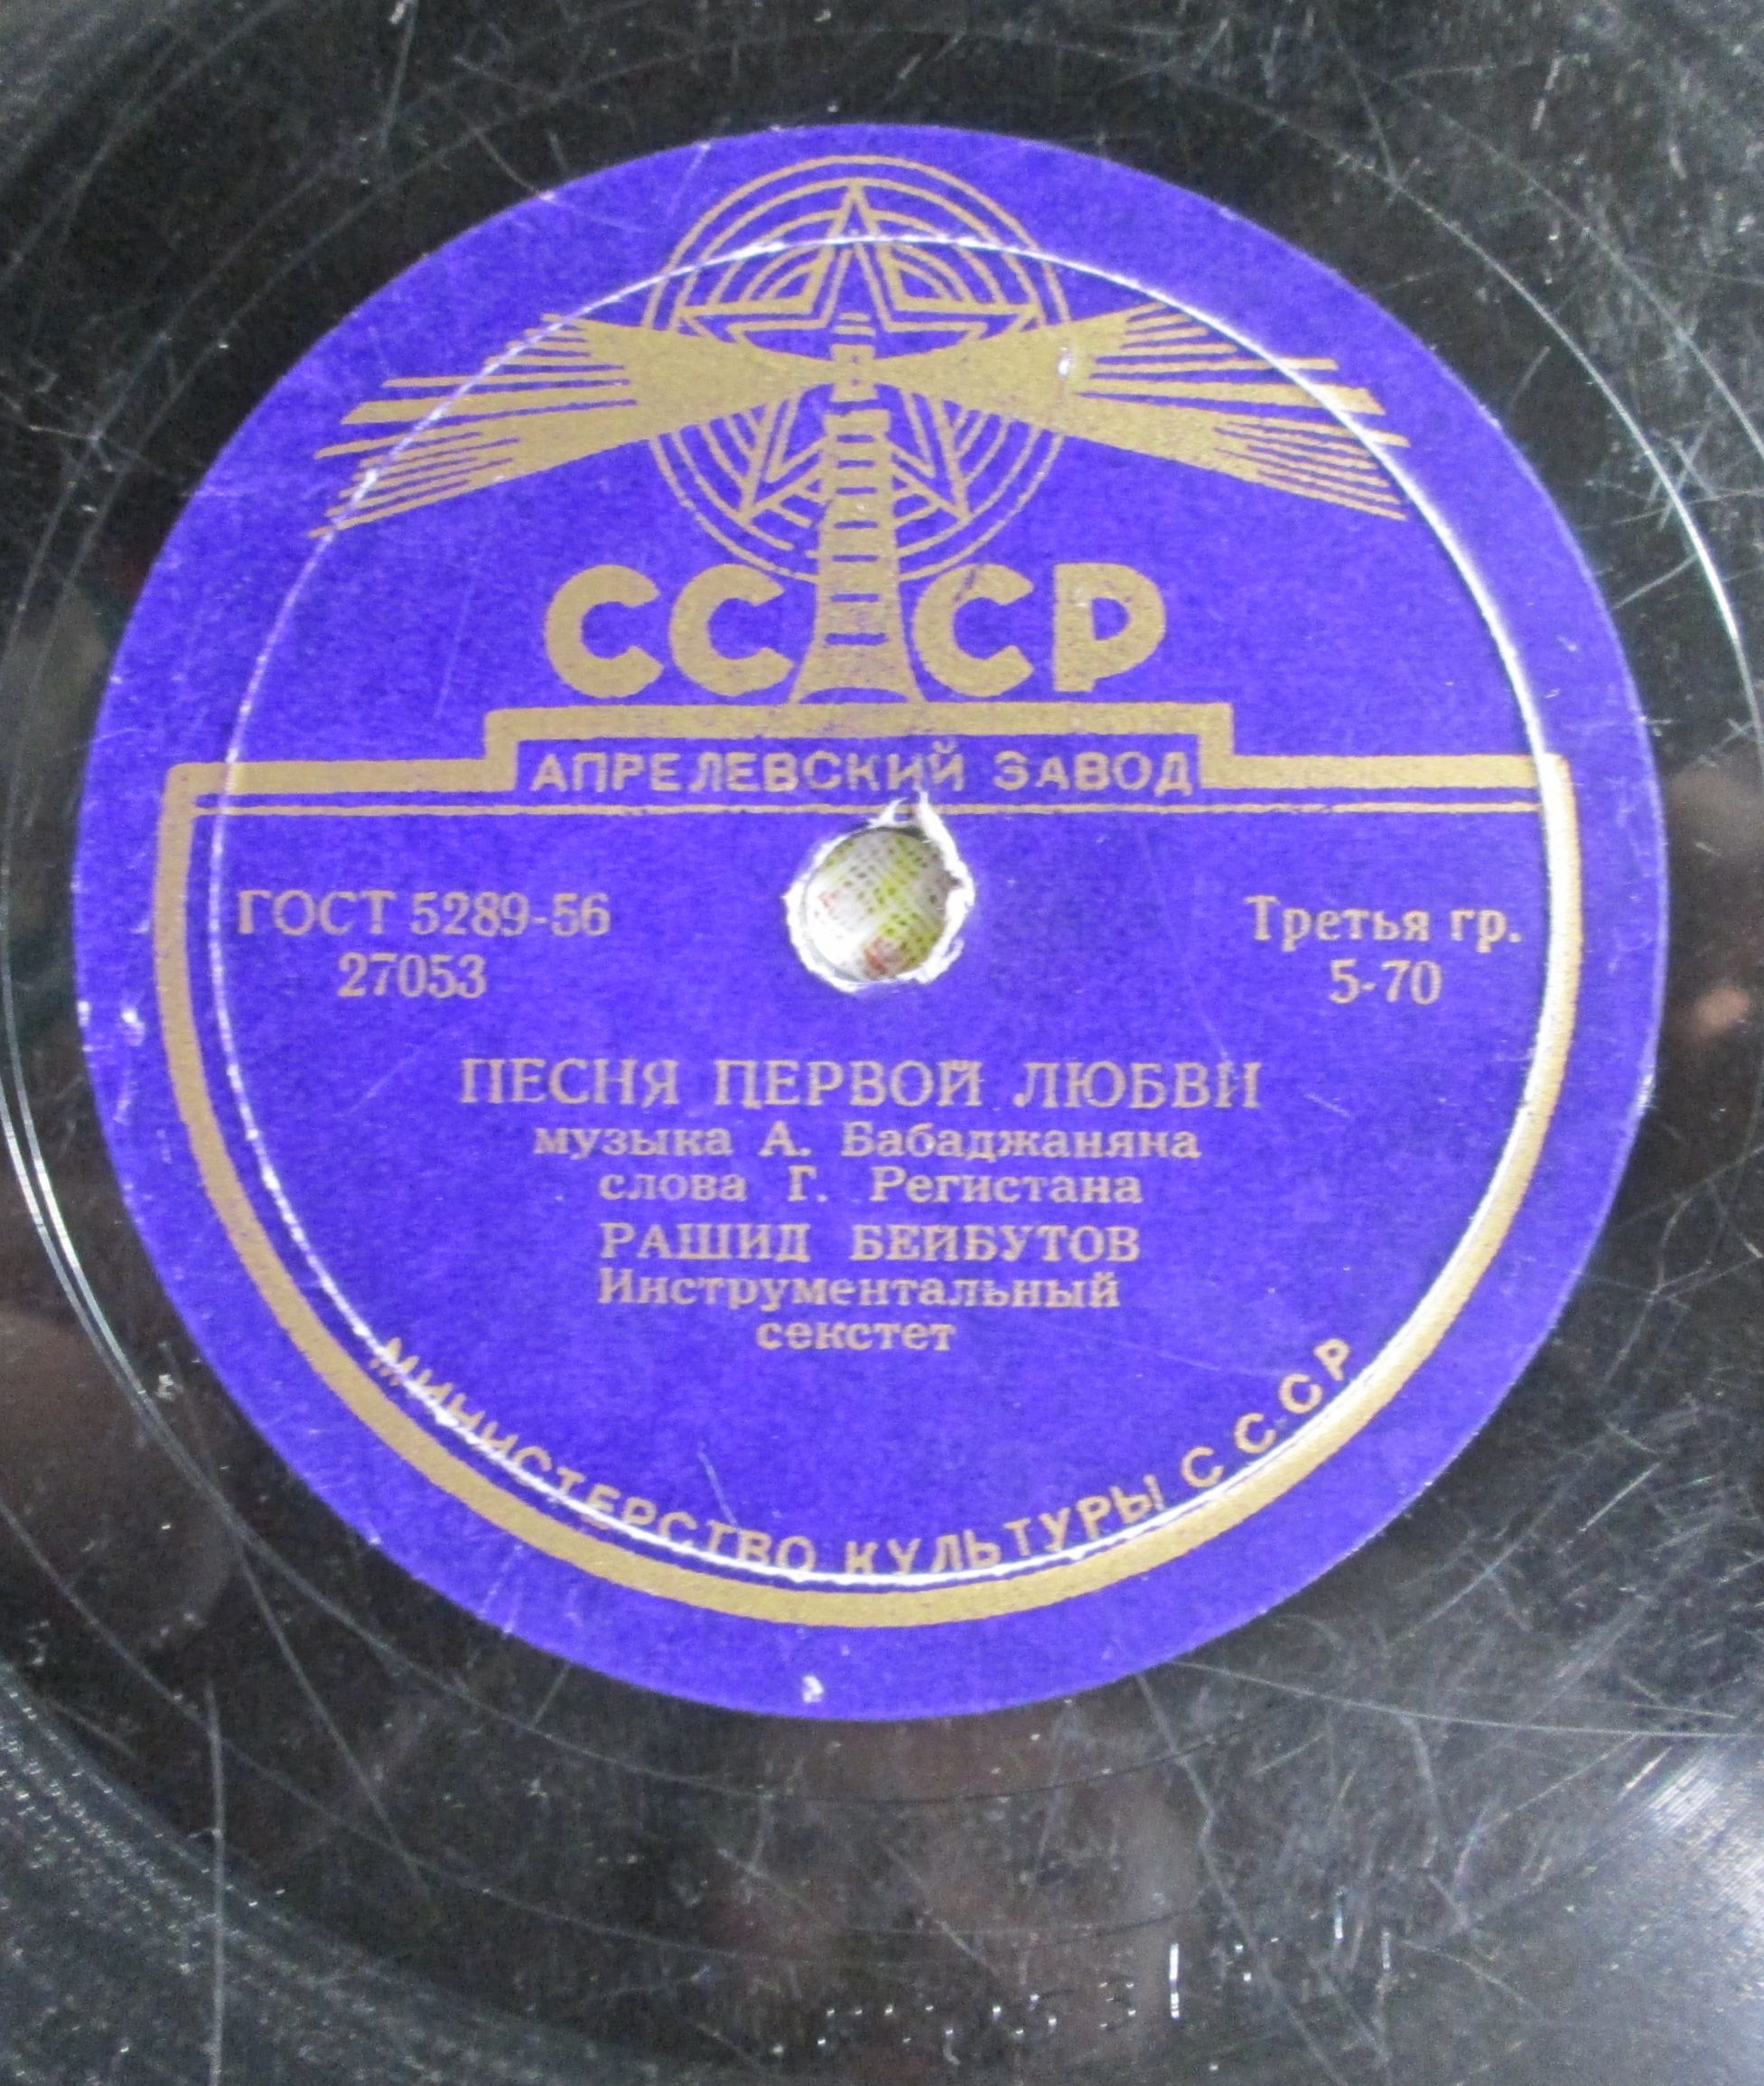 СССР
АПРЕЛЕВСКИЙ ЗАВОД
ГОСТ 5289-56
27053
Третья гр.
5-70
ПЕСНЯ ПЕРВОЙ ЛЮБВИ
музыка А. Бабаджаняна
слова Г. Регистана
РАШИД БЕЙБУТОВ
Инструментальный
секстет
МИНИСТЕРСТВО КУЛЬТУРЫ СССР